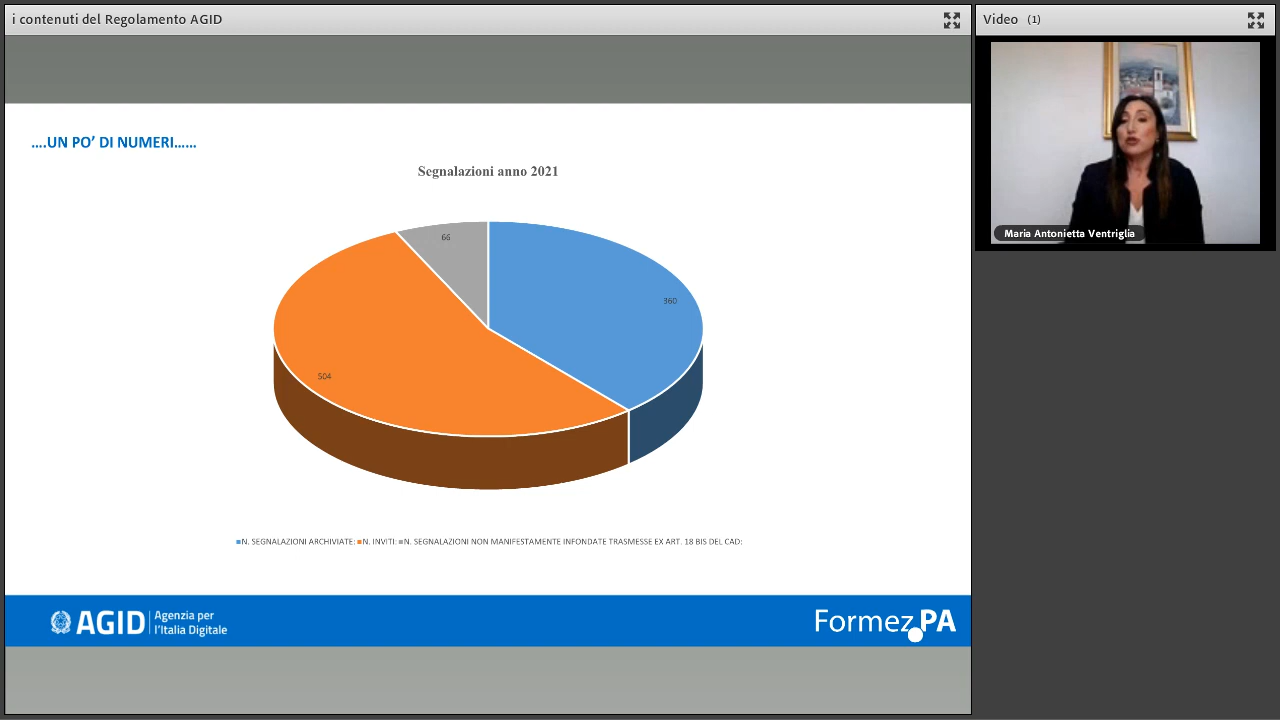 i contenuti del Regolamento AGID
Video (1)
Maria Antonietta Ventriglia
....UN PO' DI NUMERI......
Segnalazioni anno 2021
66
360
504
N. SEGNALAZIONI ARCHIVIATE: N. INVITI: N. SEGNALAZIONI NON MANIFESTAMENTE INFONDATE TRASMESSE EX ART. 18 BIS DEL CAD:
AGID Agenzia per
l'Italia Digitale
Formez PA